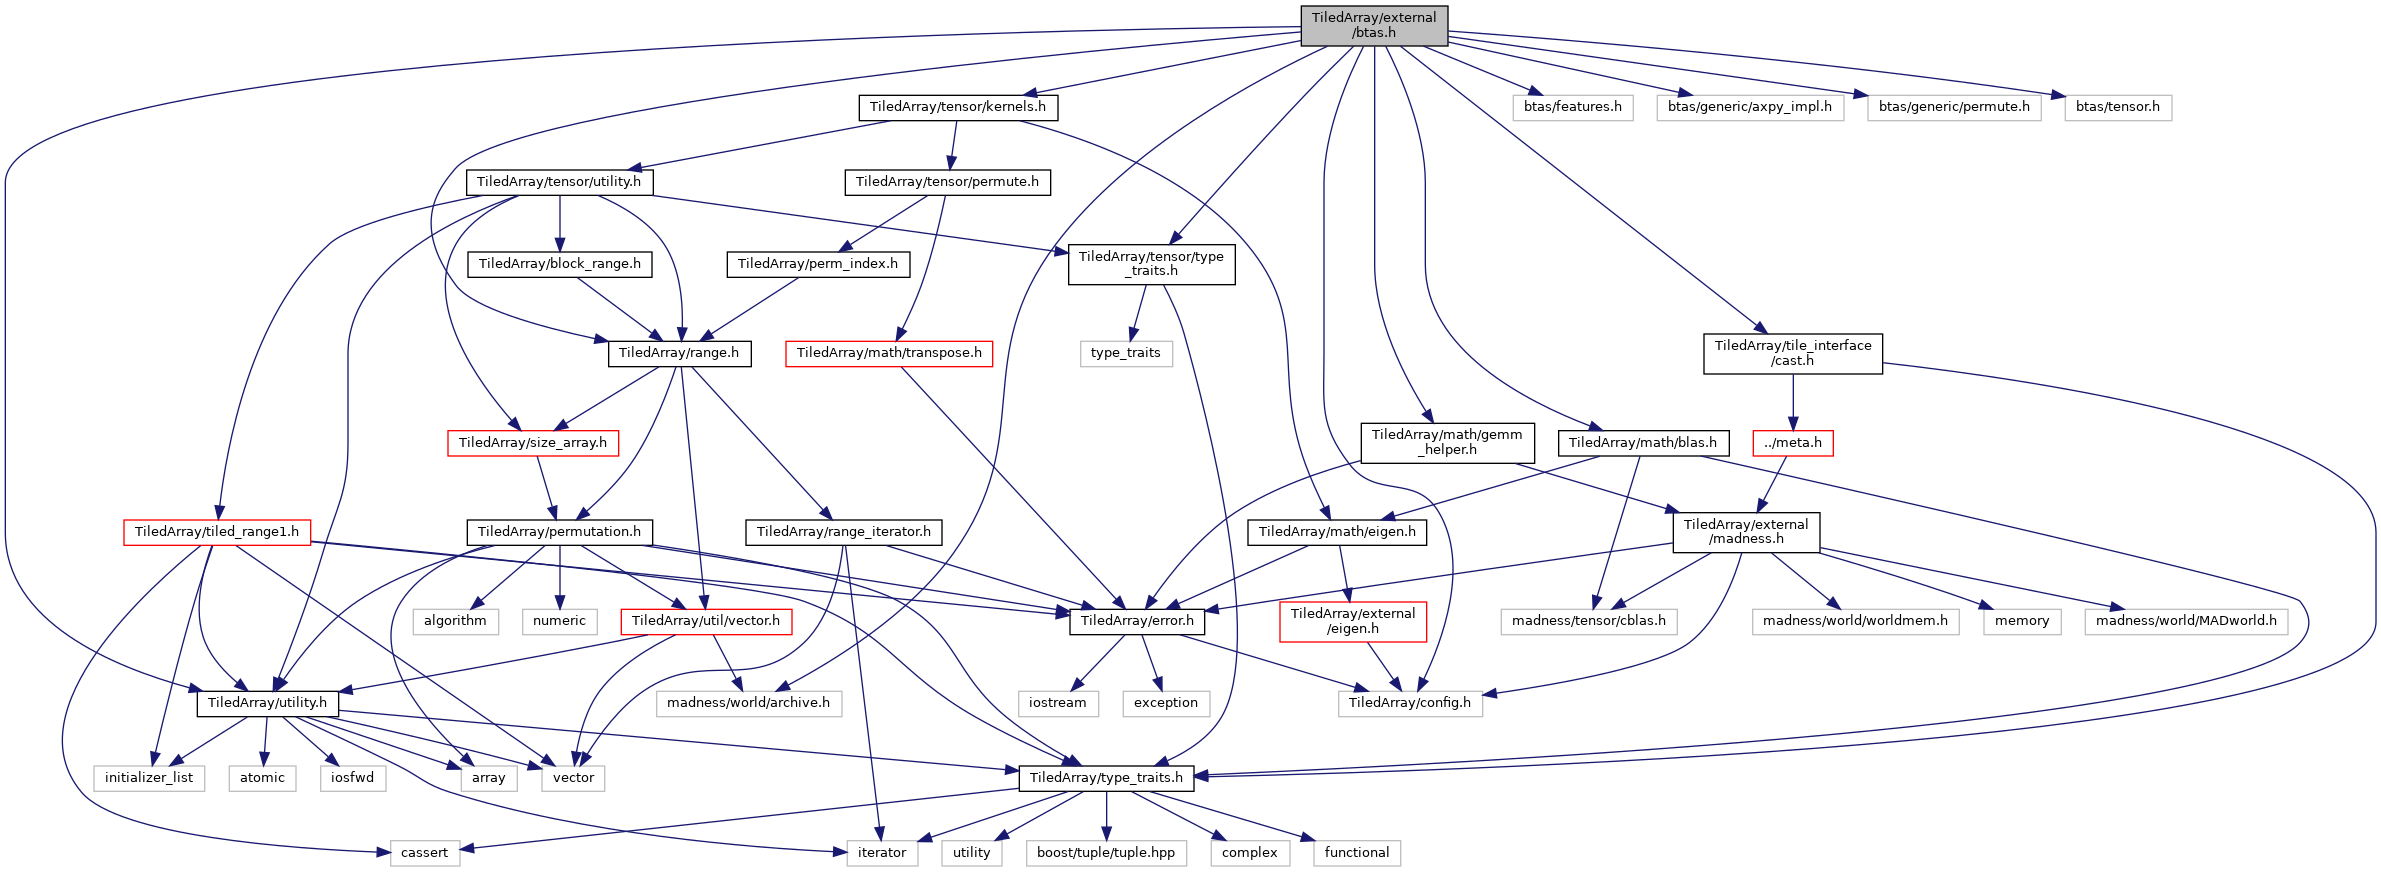 TiledArray/external
/btas.h
TiledArray/tensor/kernels.h
btas/features.h
btas/generic/axpy_impl.h
btas/generic/permute.h
btas/tensor.h
TiledArray/tensor/utility.h
TiledArray/tensor/permute.h
TiledArray/block_range.h
TiledArray/perm_index.h
TiledArray/tensor/type
_traits.h
TiledArray/range.h
TiledArray/math/transpose.h
type_traits
TiledArray/tile_interface
/cast.h
TiledArray/size_array.h
TiledArray/math/gemm
_helper.h
TiledArray/math/blas.h
../meta.h
TiledArray/tiled_range1.h
TiledArray/permutation.h
TiledArray/range_iterator.h
TiledArray/math/eigen.h
TiledArray/external
/madness.h
algorithm
numeric
TiledArray/util/vector.h
TiledArray/error.h
TiledArray/external
/eigen.h
madness/tensor/cblas.h
madness/world/worldmem.h
memory
madness/world/MADworld.h
TiledArray/utility.h
madness/world/archive.h
iostream
exception
TiledArray/config.h
initializer_list
atomic
iosfwd
array
vector
TiledArray/type_traits.h
cassert
iterator
utility
boost/tuple/tuple.hpp
complex
functional